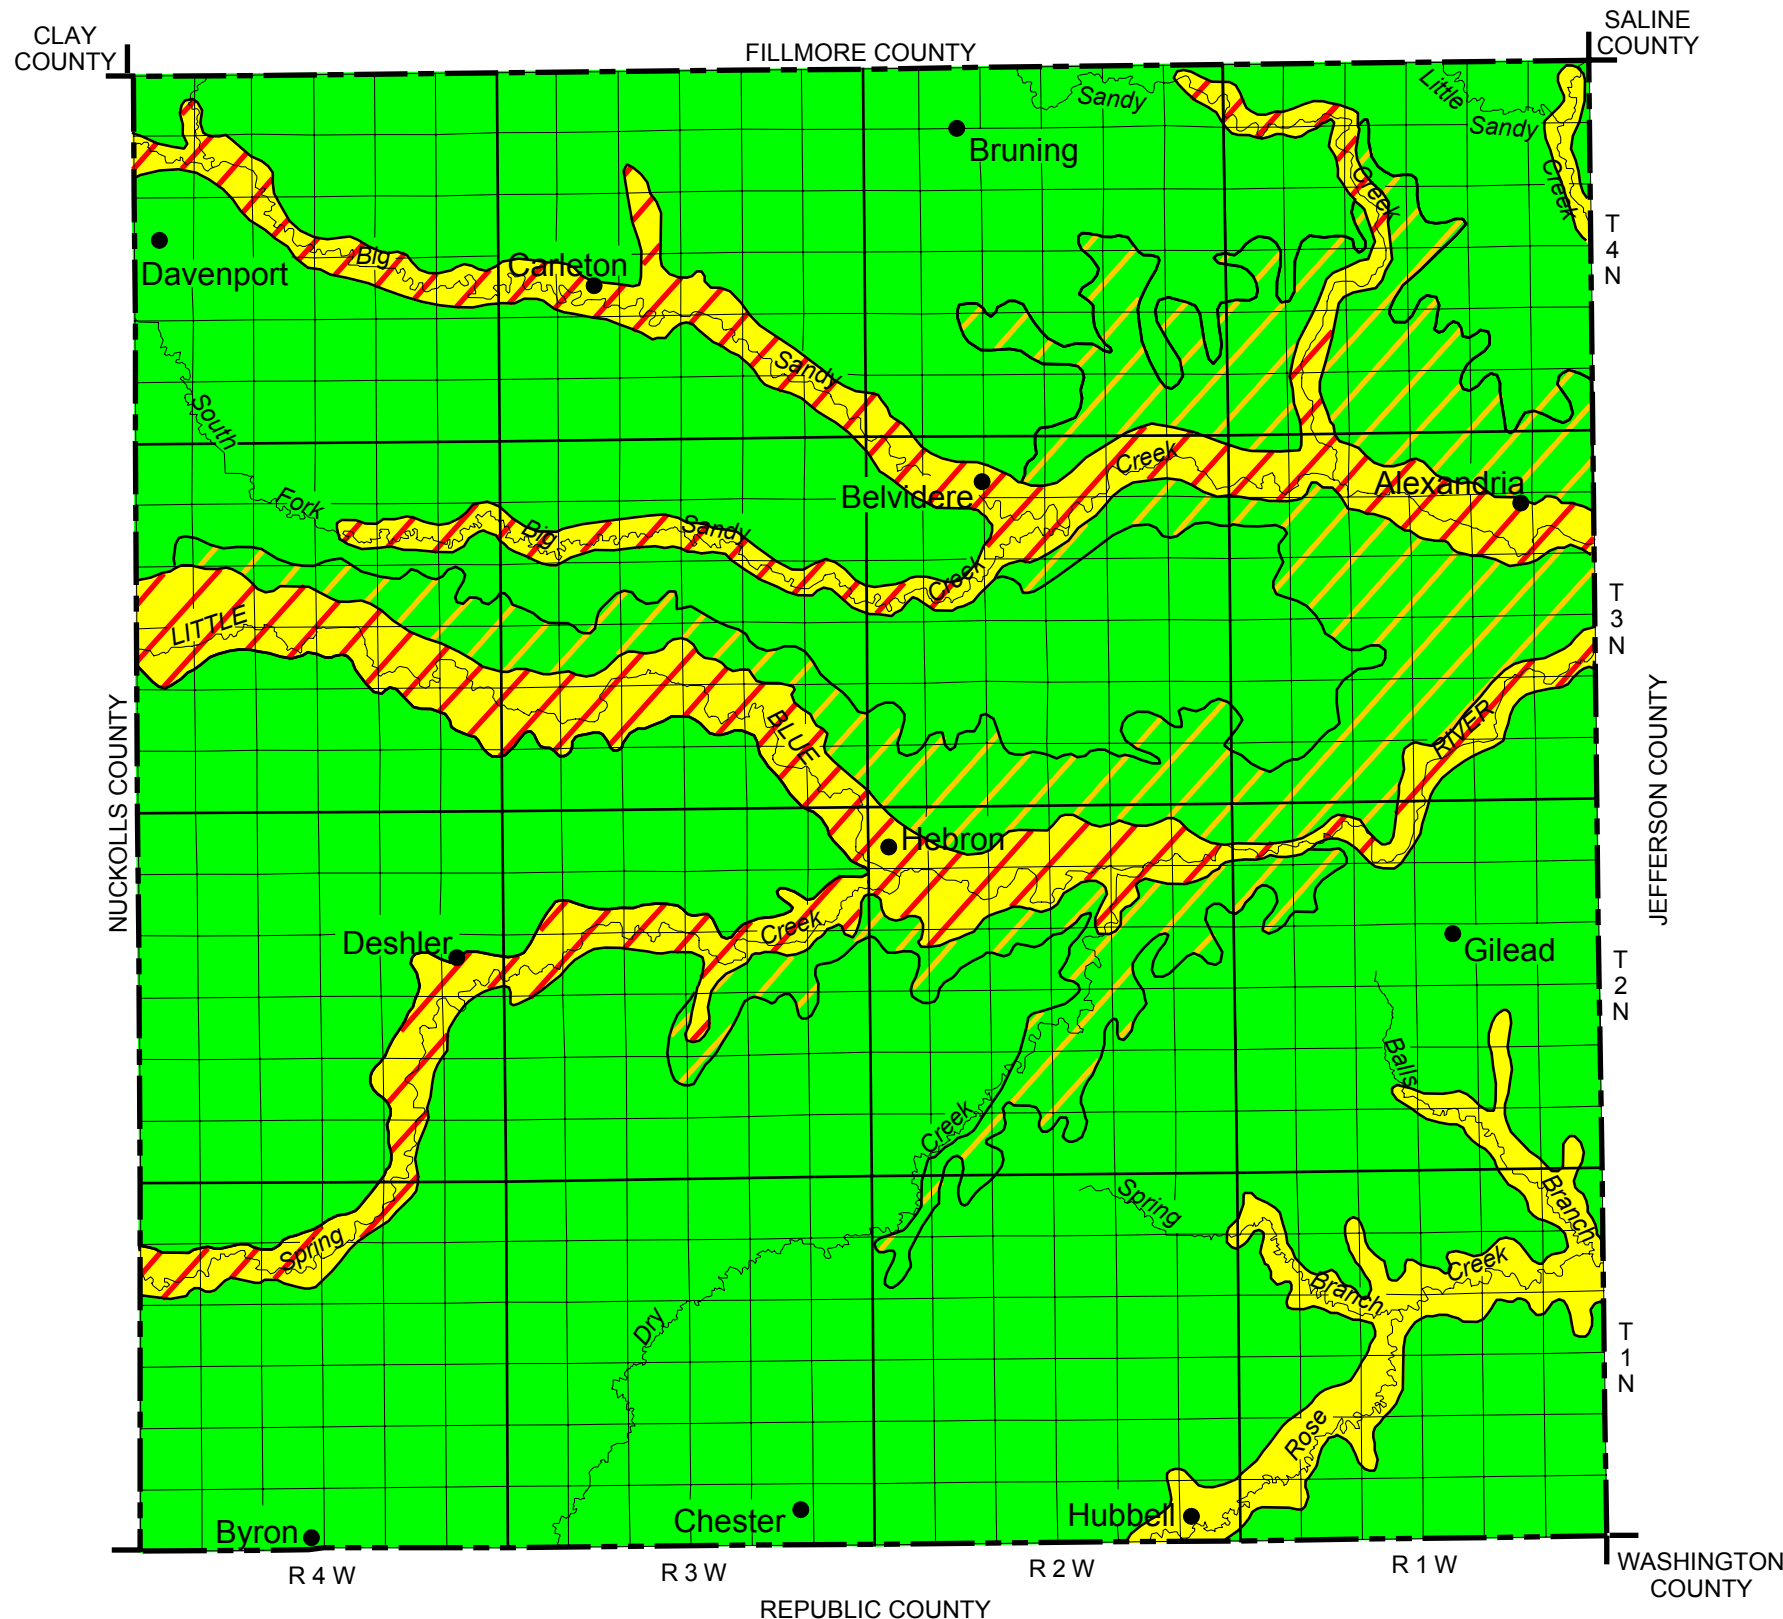 CLAY
COUNTY
FILLMORE COUNTY
SALINE
COUNTY
Sandy
Little
Sandy
Creek
Bruning
Creek
T
4
N
Davenport
Big
Carleton
Sandy
South
Creek
Belvidere
Alexandria
Fork
Big
Sandy
Creek
LITTLE
T
3
N
BLUE
RIVER
NUCKOLLS COUNTY
JEFFERSON COUNTY
Hebron
Creek
Deshler
Gilead
T
2
N
Balls
Creek
Spring
Branch
Spring
Branch
Creek
Dry
T
1
N
Rose
Byron
Chester
Hubbell
R 4 W
R 3 W
R 2 W
R 1 W
WASHINGTON
COUNTY
REPUBLIC COUNTY